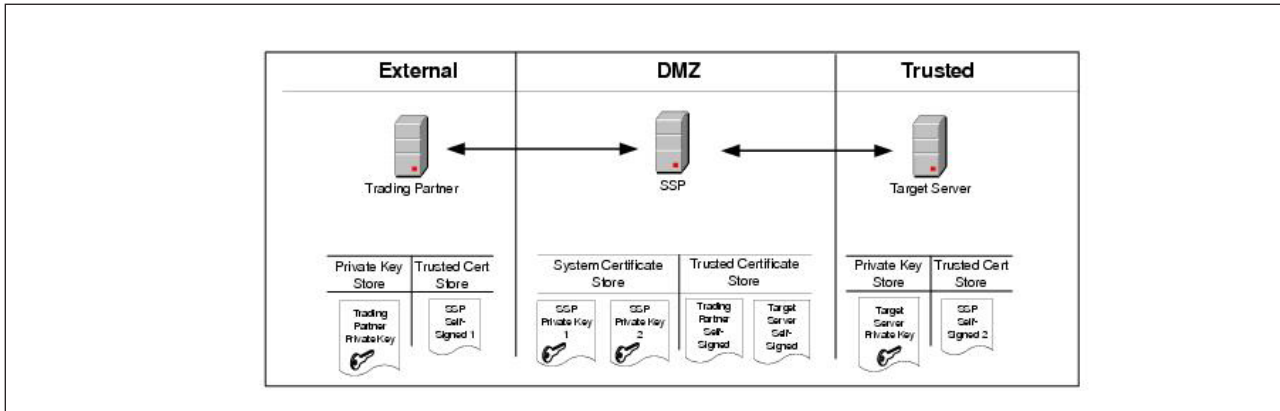 External
DMZ
Trusted
Trading Partner
SSP
Target Server
Private Key
Store
Trusted Cert
Store
Trading
Partner
Private Key
SSP
Self-
Signed 1
System Certificate
Store
Trusted Certificate
Store
SSP
Private Key
1
SSP
Private Key
2
Trading
Partner
Self-
Signed
Target
Server
Self-
Signed
Private Key
Store
Trusted Cert
Store
Target
Server
Private Key
SSP
Self-
Signed 2